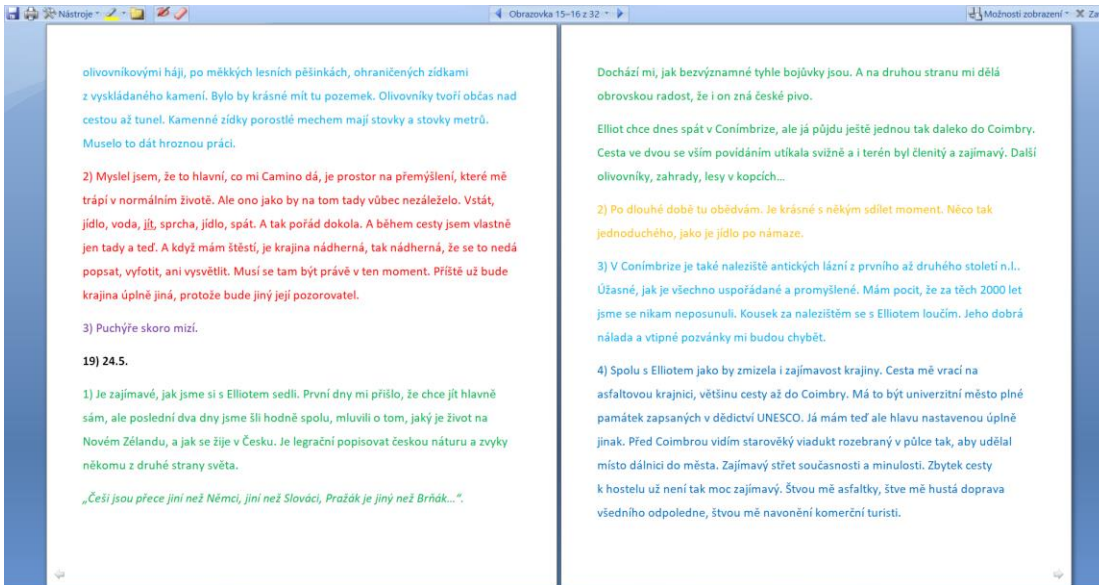 Nástroje
Obrazovka 15–16 z 32
Možnosti zobrazení
Za
olivovníkovými háji, po měkkých lesních pěšinkách, ohraničených zídkami
z vyskládaného kamení. Bylo by krásné mít tu pozemek. Olivovníky tvoří občas nad
cestou až tunel. Kamenné zídky porostlé mechem mají stovky a stovky metrů.
Muselo to dát hroznou práci.
2) Myslel jsem, že to hlavní, co mi Camino dá, je prostor na přemýšlení, které mě
trápí v normálním životě. Ale ono jako by na tom tady vůbec nezáleželo. Vstát,
jídlo, voda, jít, sprcha, jídlo, spát. A tak pořád dokola. A během cesty jsem vlastně
jen tady a teď. A když mám štěstí, je krajina nádherná, tak nádherná, že se to nedá
popsat, vyfotit, ani vysvětlit. Musí se tam být právě v ten moment. Příště už bude
krajina úplně jiná, protože bude jiný její pozorovatel.
3) Puchýře skoro mizí.
19) 24.5.
1) Je zajímavé, jak jsme si s Elliotem sedli. První dny mi přišlo, že chce jít hlavně
sám, ale poslední dva dny jsme šli hodně spolu, mluvili o tom, jaký je život na
Novém Zélandu, a jak se žije v Česku. Je legrační popisovat českou náturu a zvyky
někomu z druhé strany světa.
„Češi jsou přece jiní než Němci, jiní než Slováci, Pražák je jiný než Brňák…“.
Dochází mi, jak bezvýznamné tyhle bojůvky jsou. A na druhou stranu mi dělá
obrovskou radost, že i on zná české pivo.
Elliot chce dnes spát v Conímbrize, ale já půjdu ještě jednou tak daleko do Coimbry.
Cesta ve dvou se vším povídáním utíkala svižně a i terén byl členitý a zajímavý. Další
olivovníky, zahrady, lesy v kopcích…
2) Po dlouhé době tu obědvám. Je krásné s někým sdílet moment. Něco tak
jednoduchého, jako je jídlo po námaze.
3) V Conímbrize je také naleziště antických lázní z prvního až druhého století n.l..
Úžasné, jak je všechno uspořádané a promyšlené. Mám pocit, že za těch 2000 let
jsme se nikam neposunuli. Kousek za nalezištěm se s Elliotem loučím. Jeho dobrá
nálada a vtipné pozvánky mi budou chybět.
4) Spolu s Elliotem jako by zmizela i zajímavost krajiny. Cesta mě vrací na
asfaltovou krajnici, většinu cesty až do Coimbry. Má to být univerzitní město plné
památek zapsaných v dědictví UNESCO. Já mám teď ale hlavu nastavenou úplně
jinak. Před Coimbrou vidím starověký viadukt rozebraný v půlce tak, aby udělal
místo dálnici do města. Zajímavý střet současnosti a minulosti. Zbytek cesty
k hostelu už není tak moc zajímavý. Štvou mě asfaltky, štve mě hustá doprava
všedního odpoledne, štvou mě navonění komerční turisti.